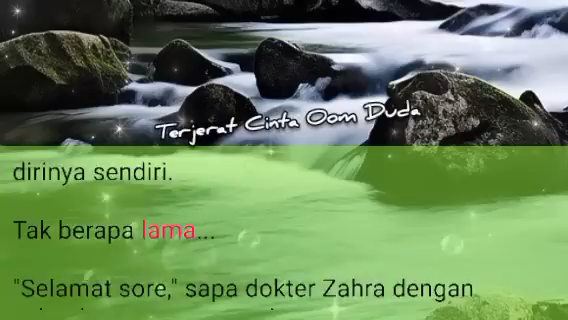 Terjerat Cinta Oom Duda
dirinya sendiri.
Tak berapa lama...
"Selamat sore," sapa dokter Zahra dengan